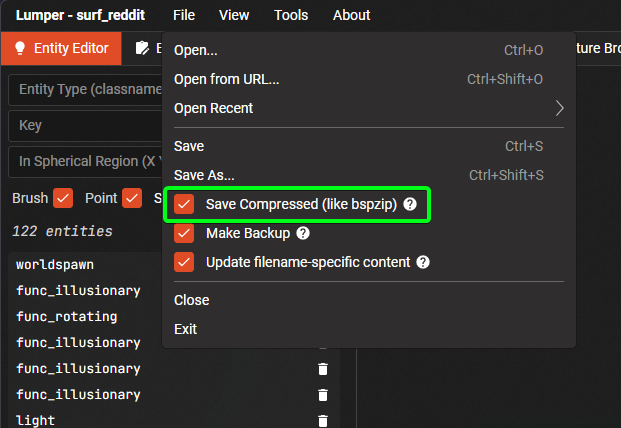 Lumper - surf_reddit File View Tools About
Entity Editor
Open... Ctrl+O
Entity Type (classname
Open from URL... Ctrl+Shift+O
Open Recent
Key
Save Ctrl+S
In Spherical Region (X Y
Save As... Ctrl+Shift+S
Brush Point
Save Compressed (like bspzip) ?
122 entities
Make Backup ?
Update filename-specific content ?
worldspawn
func_illusionary
Close
func_rotating
Exit
func_illusionary
func_illusionary
func_illusionary
light